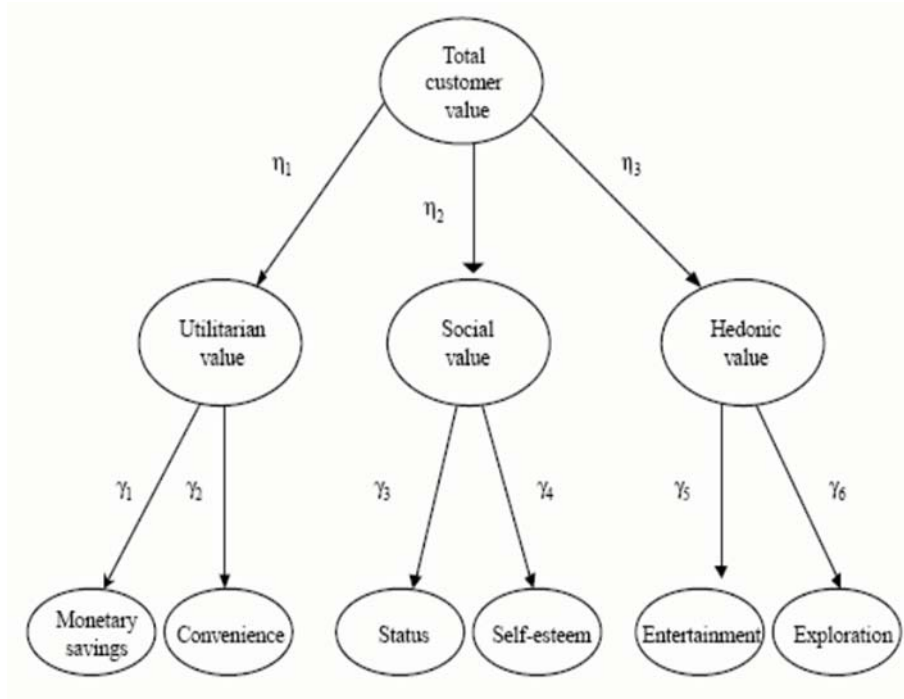 Total
customer
value
η1
η2
η3
Utilitarian
value
Social
value
Hedonic
value
γ1
γ2
γ3
γ4
γ5
γ6
Monetary
savings
Convenience
Status
Self-esteem
Entertainment
Exploration